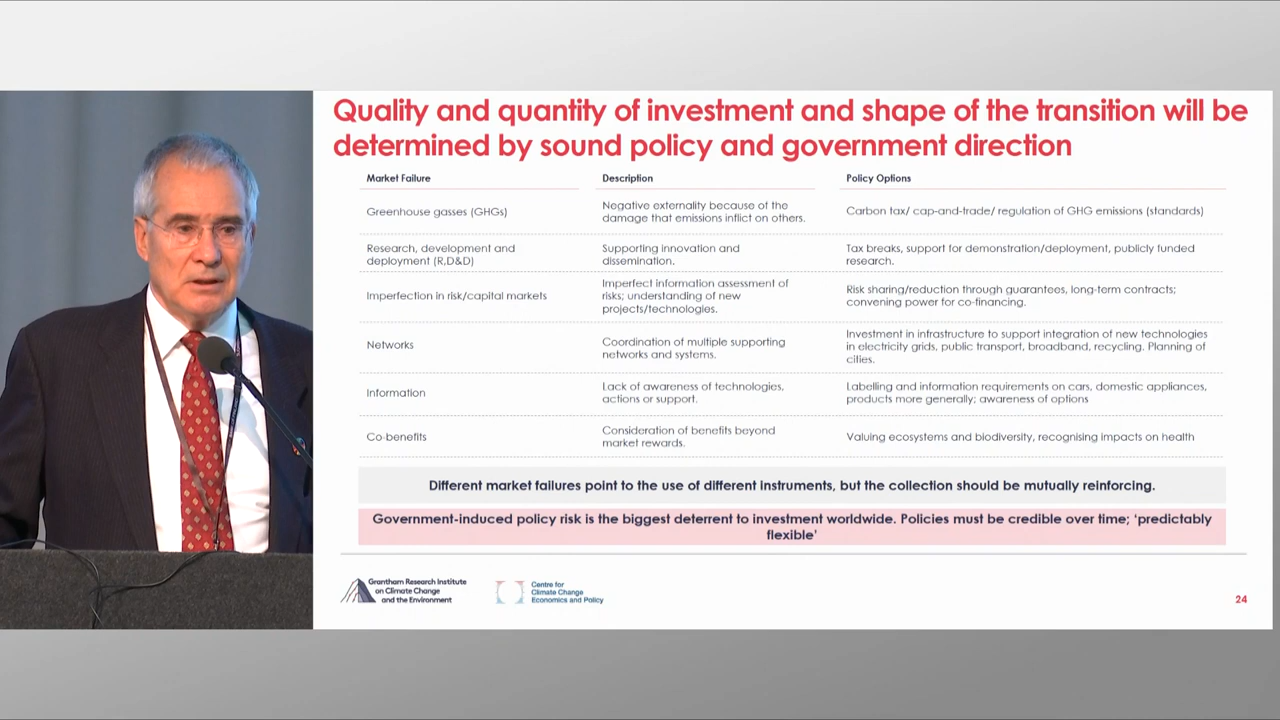 Quality and quantity of investment and shape of the transition will be
determined by sound policy and government direction
Market Failure
Description
Policy Options
Greenhouse gasses (GHGs)
Negative externality because of the
damage that emissions inflict on others.
Carbon tax/ cap-and-trade/ regulation of GHG emissions (standards)
Research, development and
deployment (R,D&D)
Supporting innovation and
dissemination.
Tax breaks, support for demonstration/deployment, publicly funded
research.
Imperfection in risk/capital markets
Imperfect information assessment of
risks; understanding of new
projects/technologies.
Risk sharing/reduction through guarantees, long-term contracts;
convening power for co-financing.
Networks
Coordination of multiple supporting
networks and systems.
Investment in infrastructure to support integration of new technologies
in electricity grids, public transport, broadband, recycling. Planning of
cities.
Information
Lack of awareness of technologies,
actions or support.
Labelling and information requirements on cars, domestic appliances,
products more generally; awareness of options
Co-benefits
Consideration of benefits beyond
market rewards.
Valuing ecosystems and biodiversity, recognising impacts on health
Different market failures point to the use of different instruments, but the collection should be mutually reinforcing.
Government-induced policy risk is the biggest deterrent to investment worldwide. Policies must be credible over time; ‘predictably
flexible’
Grantham Research Institute
on Climate Change
and the Environment
Centre for
Climate Change
Economics and Policy
24